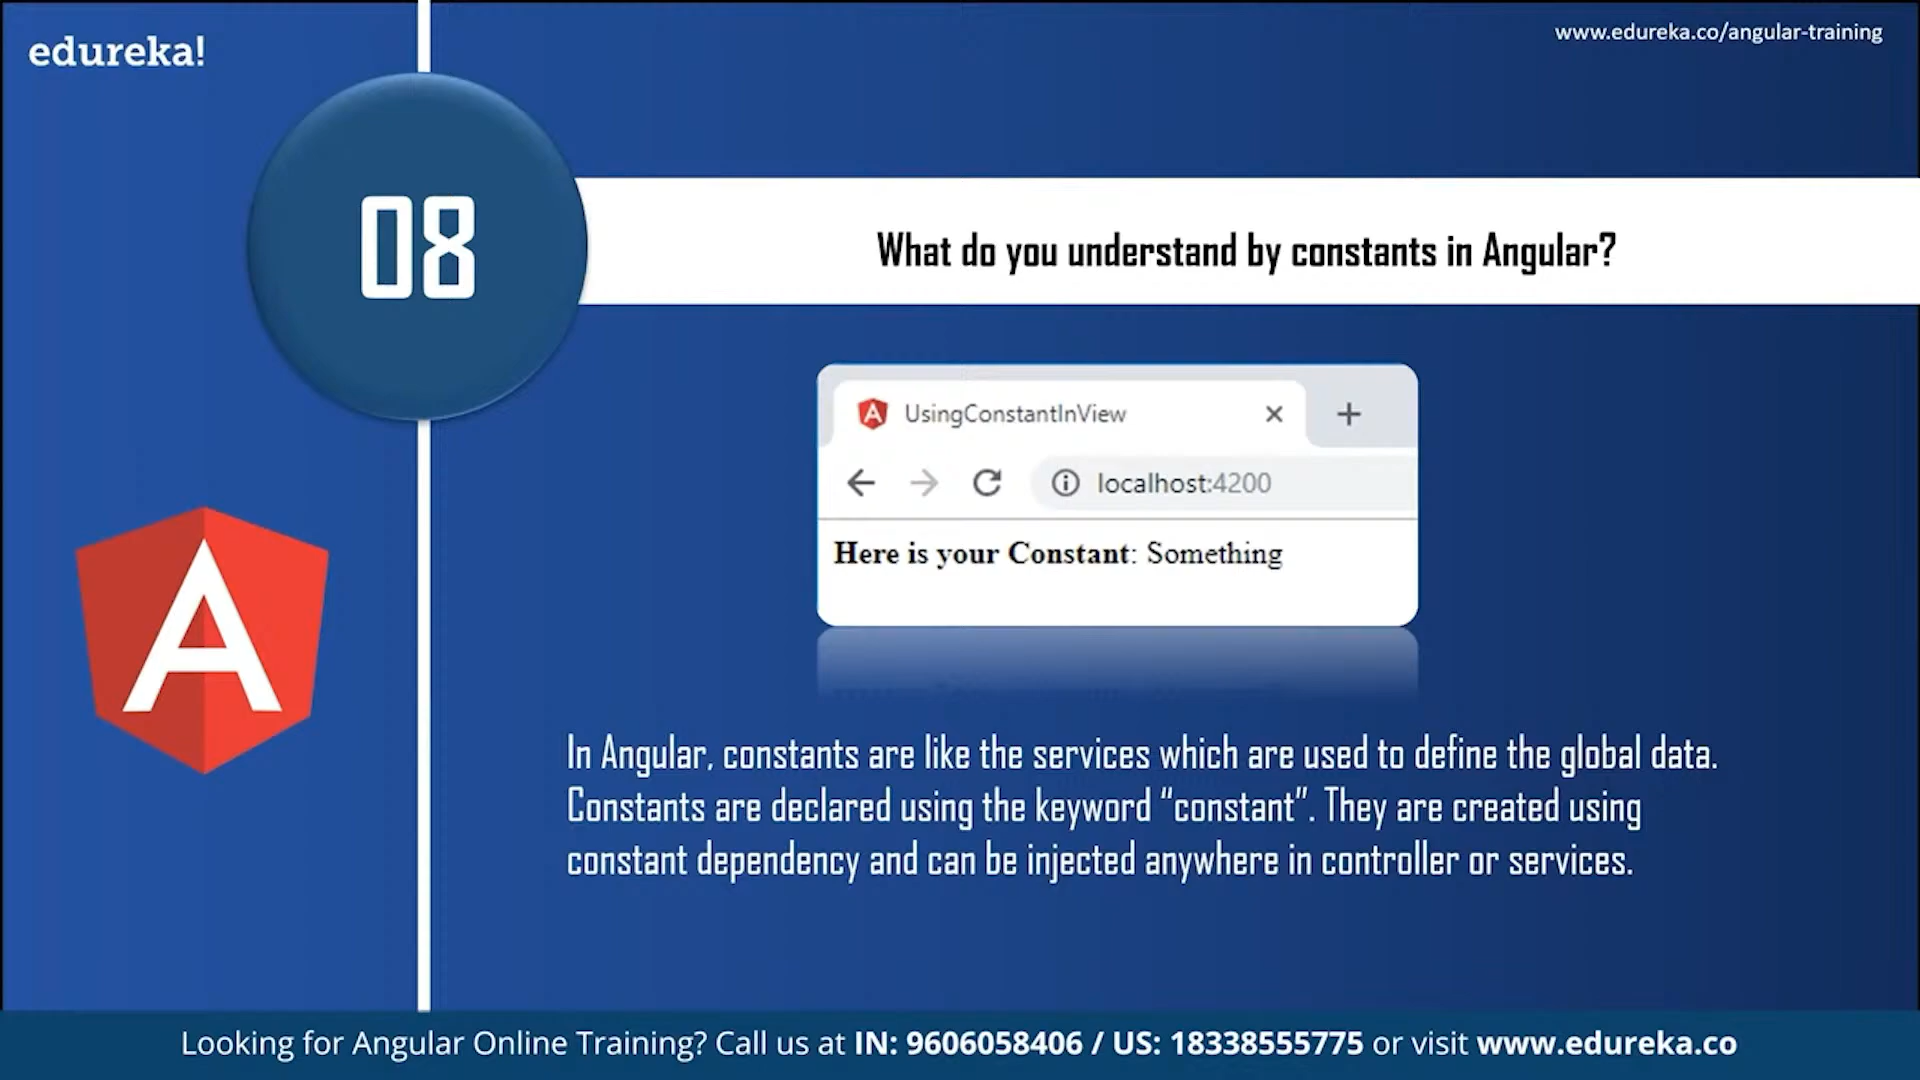 edureka!
www.edureka.co/angular-training
08
What do you understand by constants in Angular?
UsingConstantInView
localhost:4200
Here is your Constant: Something
In Angular, constants are like the services which are used to define the global data.
Constants are declared using the keyword “constant”. They are created using
constant dependency and can be injected anywhere in controller or services.
Looking for Angular Online Training? Call us at IN: 9606058406 / US: 18338555775 or visit www.edureka.co